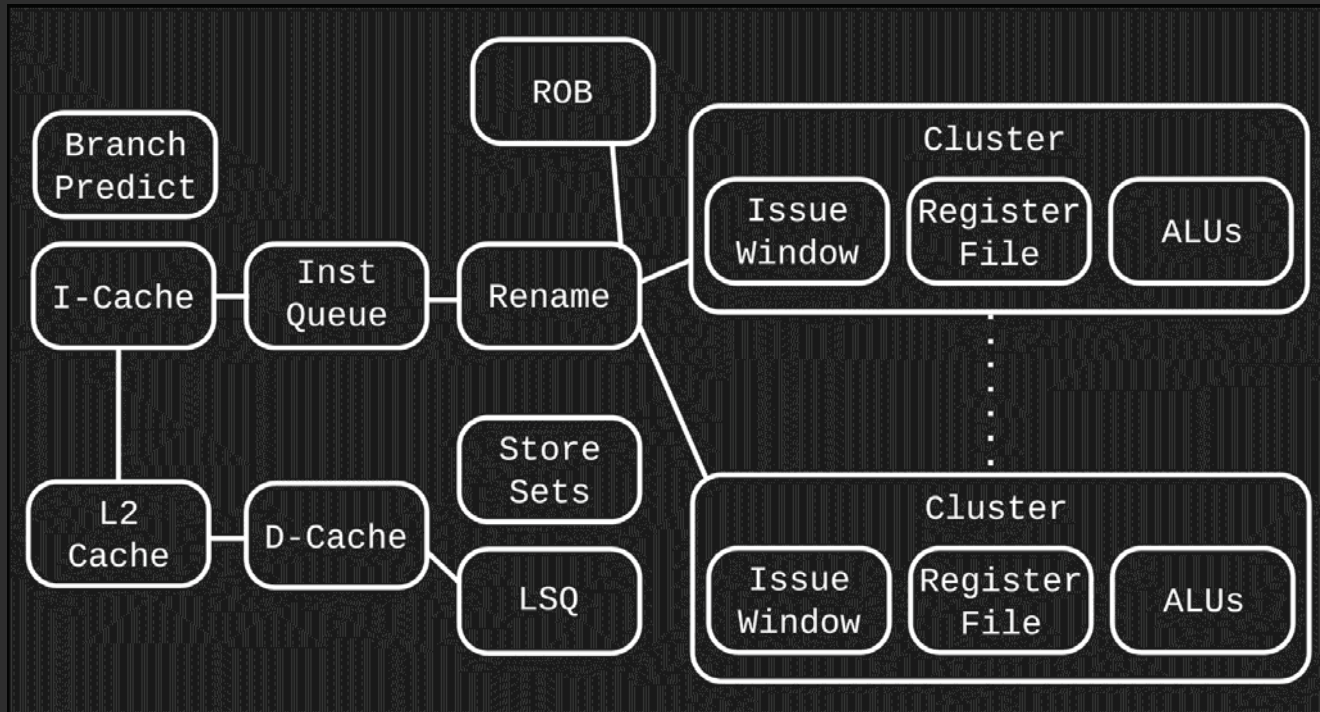 ROB
Branch
Predict
I-Cache
Inst
Queue
Rename
Cluster
Issue
Window
Register
File
ALUs
Store
Sets
L2
Cache
D-Cache
LSQ
Cluster
Issue
Window
Register
File
ALUs